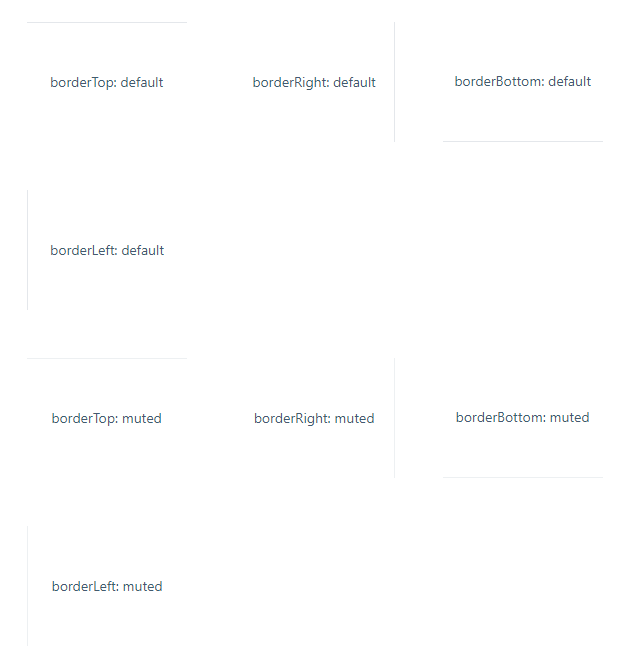 borderTop: default
borderRight: default
borderBottom: default
borderLeft: default
borderTop: muted
borderRight: muted
borderBottom: muted
borderLeft: muted